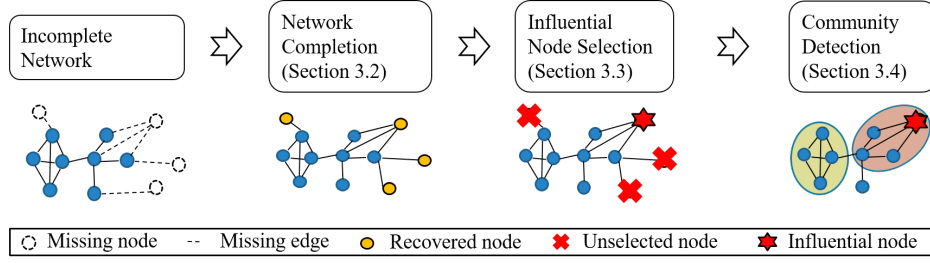 Incomplete
Network
Network
Completion
(Section 3.2)
Influential
Node Selection
(Section 3.3)
Community
Detection
(Section 3.4)
Missing node
Missing edge
Recovered node
Unselected node
Influential node